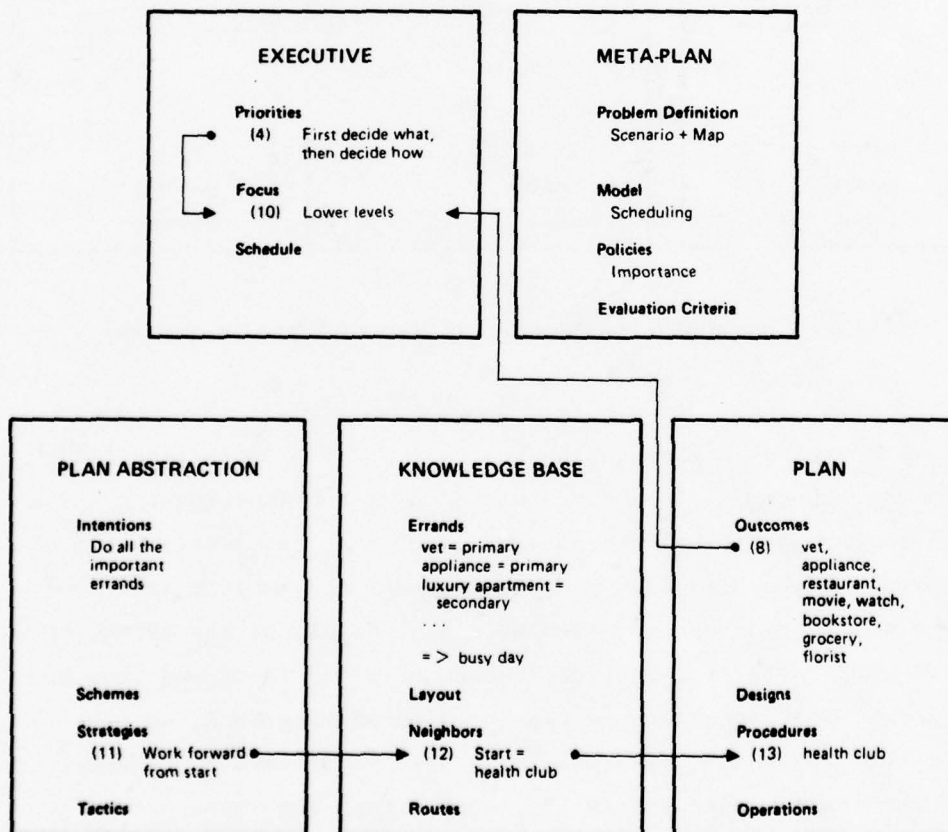 EXECUTIVE
Priorities
(4) First decide what,
then decide how
Focus
(10) Lower levels
Schedule
META-PLAN
Problem Definition
Scenario + Map
Model
Scheduling
Policies
Importance
Evaluation Criteria
PLAN ABSTRACTION
Intentions
Do all the
important
errands
Schemes
Strategies
(11) Work forward
from start
Tactics
KNOWLEDGE BASE
Errands
vet = primary
appliance = primary
luxury apartment =
secondary
. . .
= > busy day
Layout
Neighbors
(12) Start =
health club
Routes
PLAN
Outcomes
(8) vet,
appliance,
restaurant,
movie, watch,
bookstore,
grocery,
florist
Designs
Procedures
(13) health club
Operations